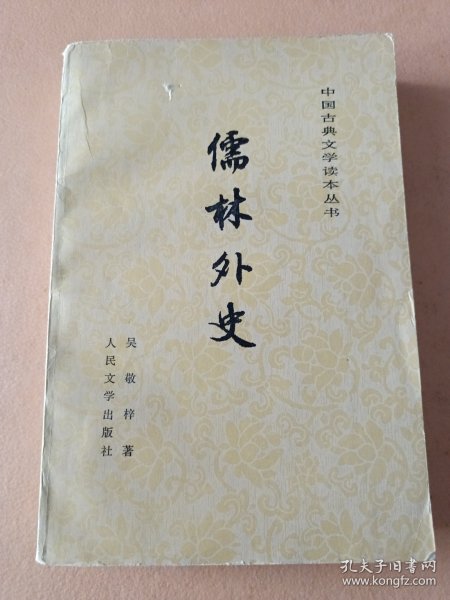 中国古典文学读本丛书
儒林外史
吴敬梓 著
人民文学出版社
孔夫子旧书网
www.kongfz.com